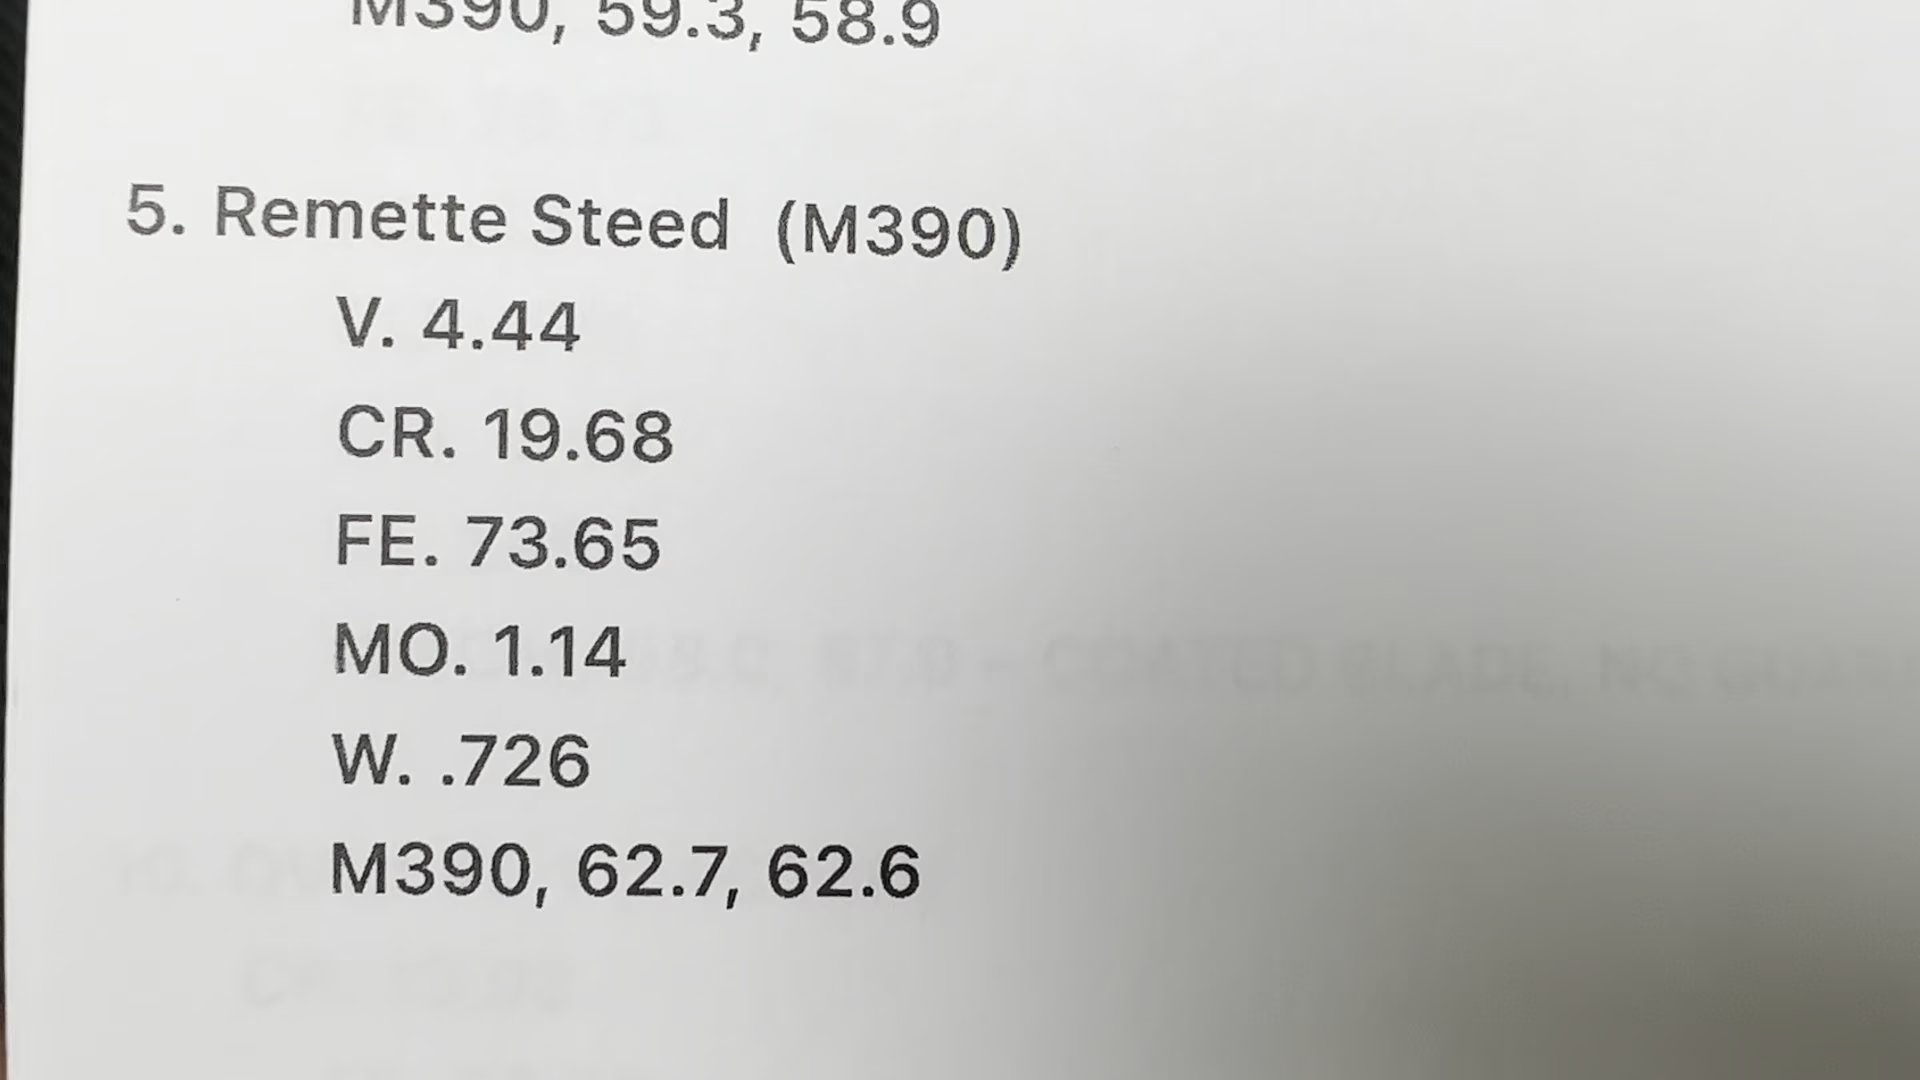 M390, 59.3, 58.9
5. Remette Steed (M390)
V. 4.44
CR. 19.68
FE. 73.65
MO. 1.14
W. .726
M390, 62.7, 62.6